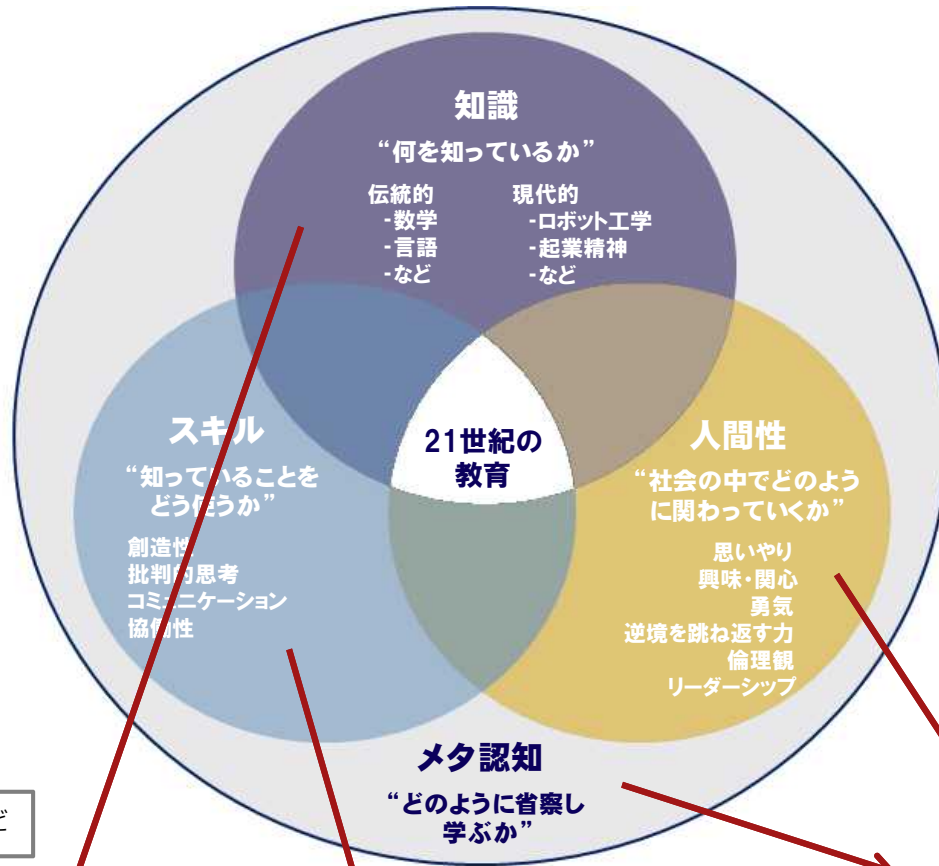 知識
“何を知っているか”
伝統的
-数学
-言語
-など
現代的
-ロボット工学
-起業精神
-など
スキル
“知っていることを
どう使うか”
創造性
批判的思考
コミュニケーション
協働性
21世紀の
教育
人間性
“社会の中でどのよう
に関わっていくか”
思いやり
興味・関心
勇気
逆境を跳ね返す力
倫理観
リーダーシップ
メタ認知
“どのように省察し
学ぶか”
ど